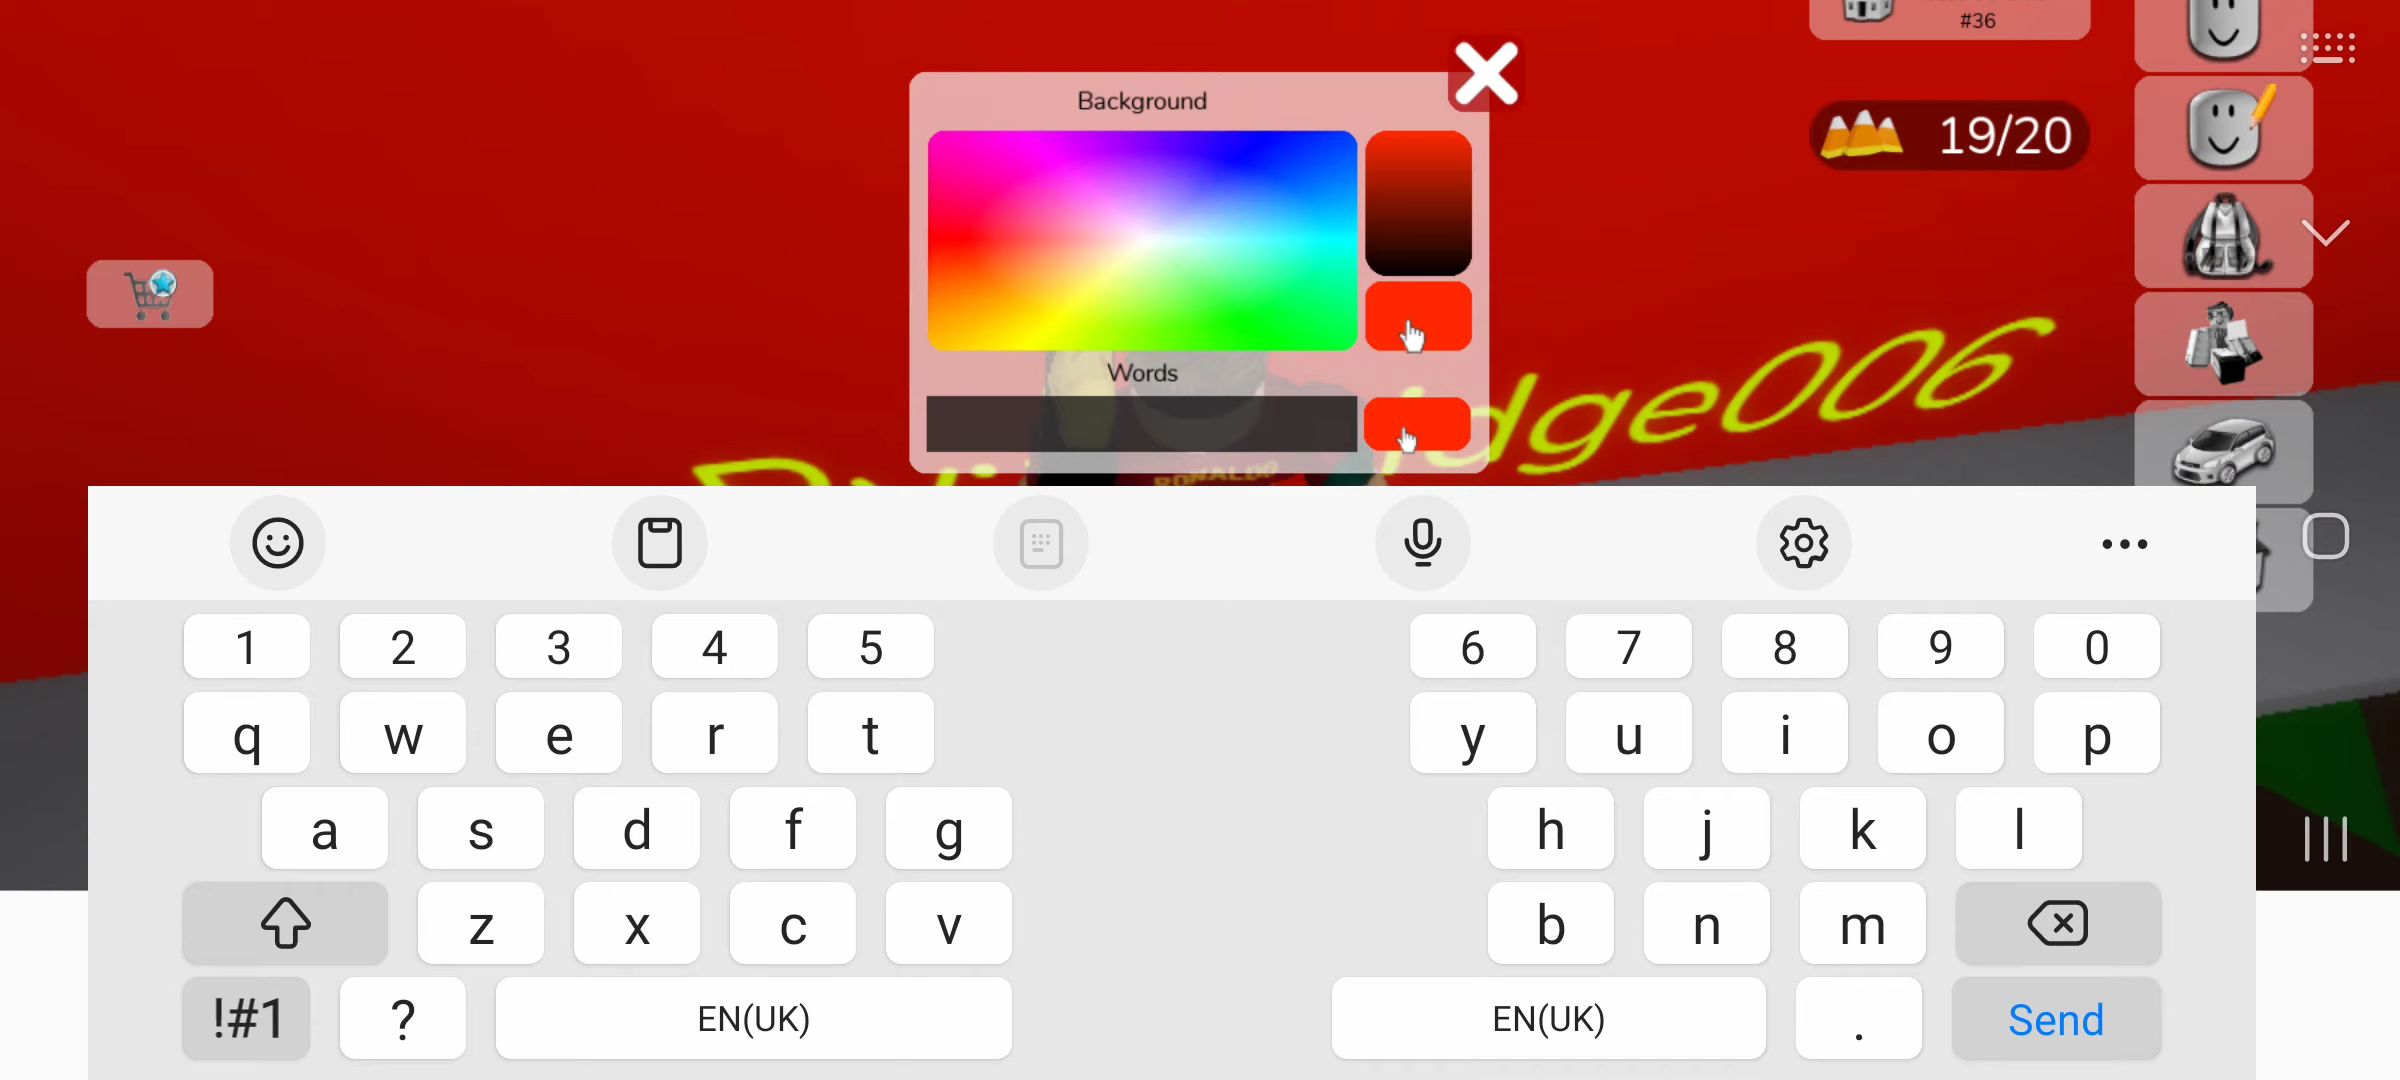 #36
Background
19/20
Words
dge006
RONALDO
1 2 3 4 5 6 7 8 9 0
q w e r t y u i o p
a s d f g h j k l
z x c v b n m
!#1 ? EN(UK) EN(UK) . Send